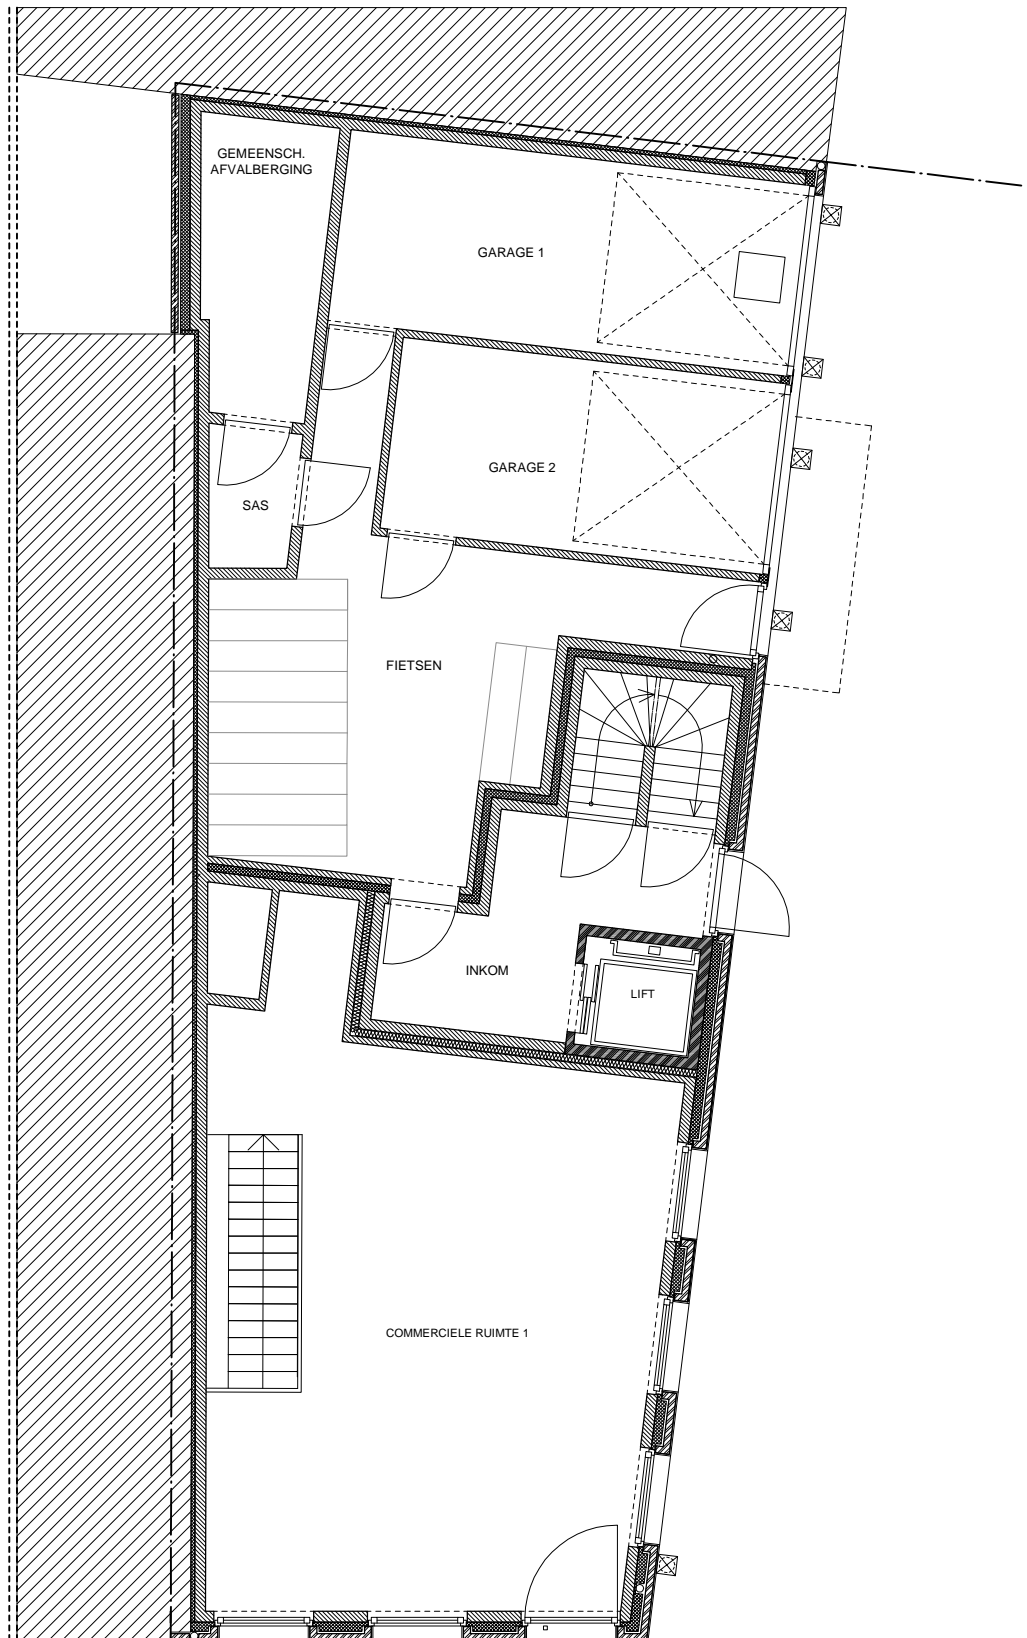 GEMEENSCH.
AFVALBERGING
GARAGE 1
GARAGE 2
SAS
FIETSEN
INKOM
LIFT
COMMERCIELE RUIMTE 1